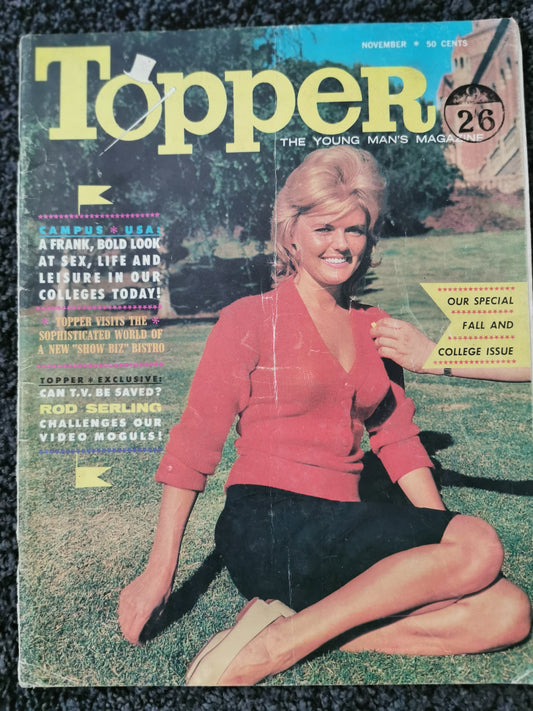 NOVEMBER * 50 CENTS
TOPPER
THE YOUNG MAN'S MAGAZINE
2'6
CAMPUS * USA:
A FRANK, BOLD LOOK
AT SEX, LIFE AND
LEISURE IN OUR
COLLEGES TODAY!
* TOPPER VISITS THE *
SOPHISTICATED WORLD OF
A NEW "SHOW BIZ" BISTRO
TOPPER * EXCLUSIVE:
CAN T.V. BE SAVED?
ROD SERLING
CHALLENGES OUR
VIDEO MOGULS!
OUR SPECIAL
FALL AND
COLLEGE ISSUE